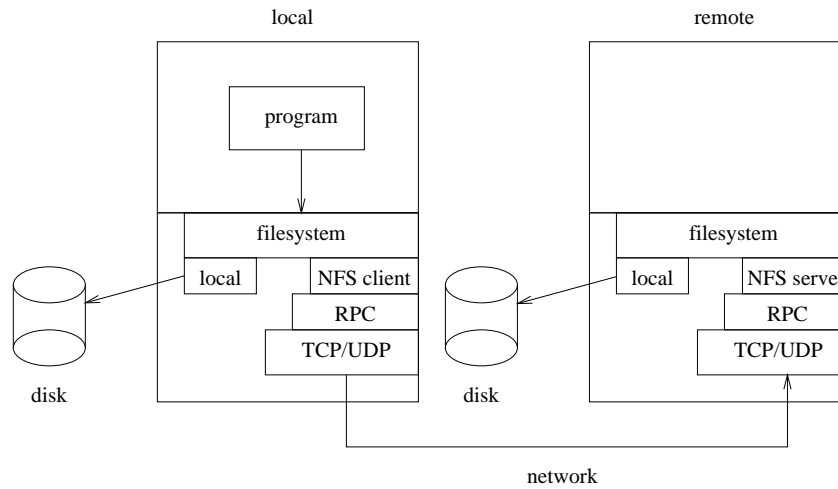 local
remote
program
filesystem
local
NFS client
RPC
TCP/UDP
disk
filesystem
local
NFS serve
RPC
TCP/UDP
disk
network